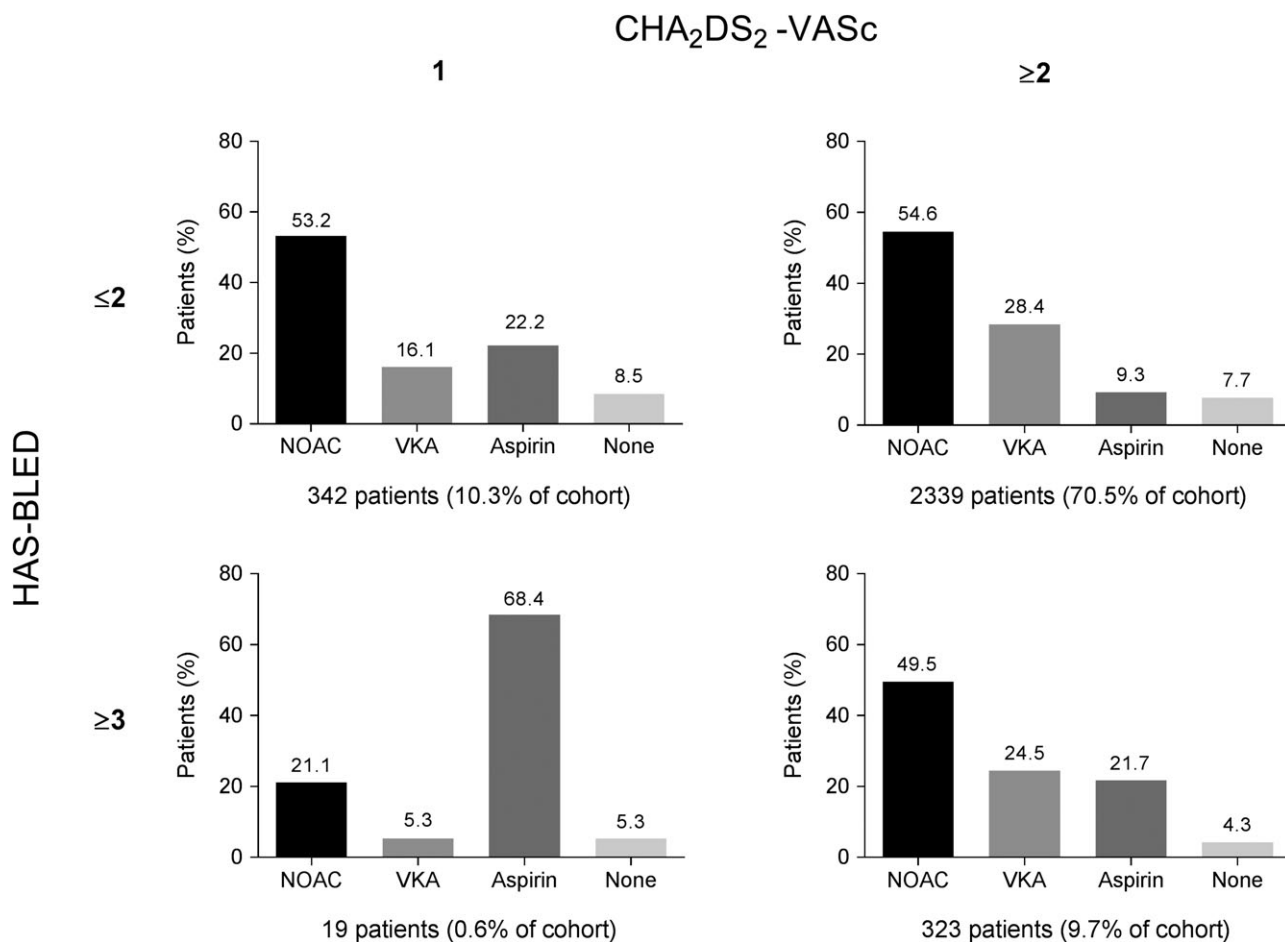 CHA₂DS₂ -VASc
1
≥2
HAS-BLED
≤2
Patients (%)
80
60
40
20
0
53.2
16.1
22.2
8.5
NOAC VKA Aspirin None
342 patients (10.3% of cohort)
Patients (%)
80
60
40
20
0
54.6
28.4
9.3
7.7
NOAC VKA Aspirin None
2339 patients (70.5% of cohort)
≥3
Patients (%)
80
60
40
20
0
21.1
5.3
68.4
5.3
NOAC VKA Aspirin None
19 patients (0.6% of cohort)
Patients (%)
80
60
40
20
0
49.5
24.5
21.7
4.3
NOAC VKA Aspirin None
323 patients (9.7% of cohort)